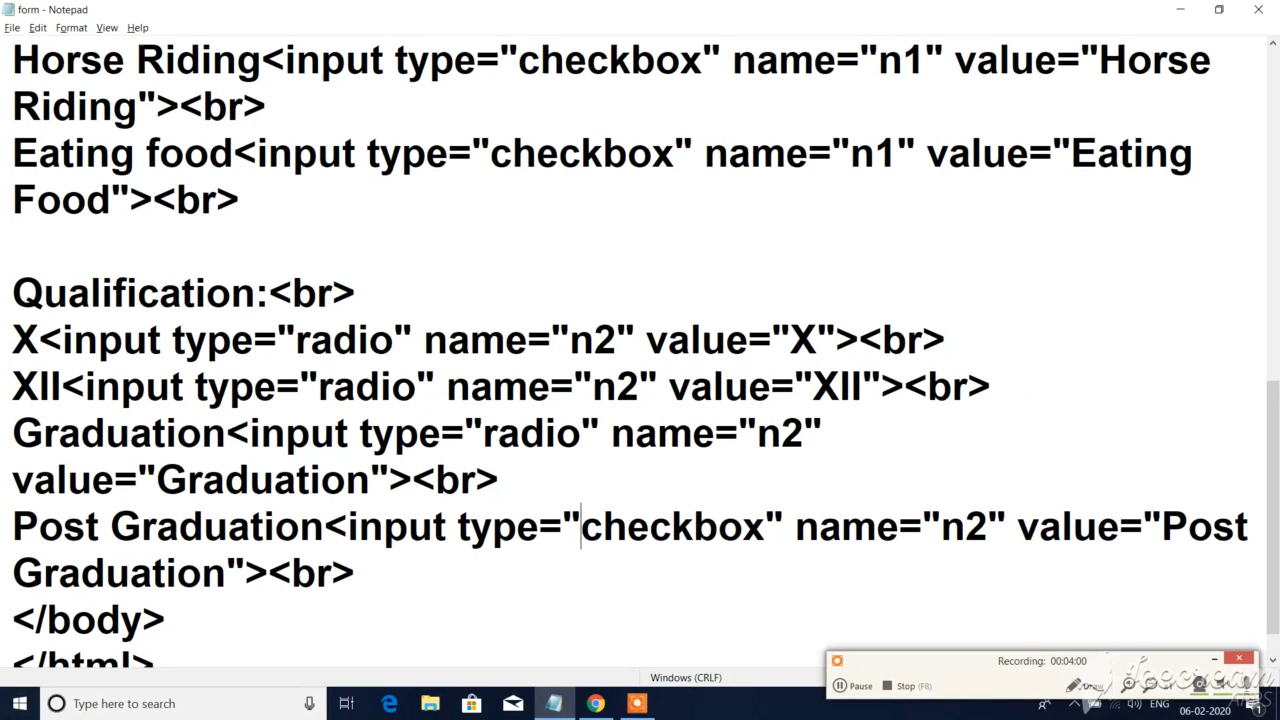 form - Notepad
File Edit Format View Help
Horse Riding<input type="checkbox" name="n1" value="Horse
Riding"><br>
Eating food<input type="checkbox" name="n1" value="Eating
Food"><br>
Qualification:<br>
X<input type="radio" name="n2" value="X"><br>
XII<input type="radio" name="n2" value="XII"><br>
Graduation<input type="radio" name="n2"
value="Graduation"><br>
Post Graduation<input type="checkbox" name="n2" value="Post
Graduation"><br>
</body>
</html>
Recording: 00:04:00
Windows (CRLF)
Pause Stop (F8) Draw
Icecream
APPS
Type here to search
ENG
06-02-2020